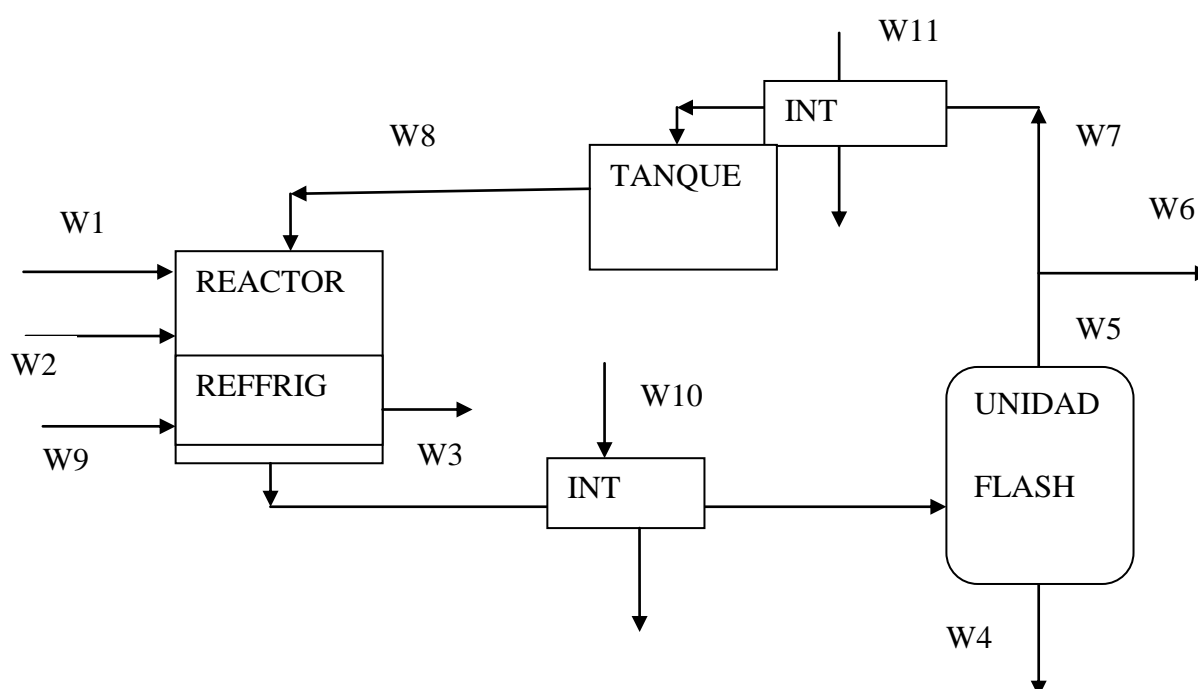 W11
INT
W7
W8
TANQUE
W6
W1
REACTOR
W5
W2
REFFRIG
W10
UNIDAD
W9
W3
INT
FLASH
W4